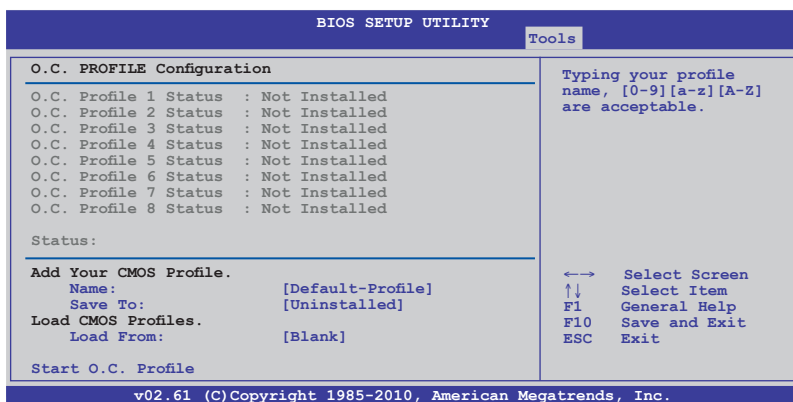 BIOS SETUP UTILITY
Tools
O.C. PROFILE Configuration
O.C. Profile 1 Status : Not Installed
O.C. Profile 2 Status : Not Installed
O.C. Profile 3 Status : Not Installed
O.C. Profile 4 Status : Not Installed
O.C. Profile 5 Status : Not Installed
O.C. Profile 6 Status : Not Installed
O.C. Profile 7 Status : Not Installed
O.C. Profile 8 Status : Not Installed
Status:
Add Your CMOS Profile.
Name: [Default-Profile]
Save To: [Uninstalled]
Load CMOS Profiles.
Load From: [Blank]
Start O.C. Profile
Typing your profile
name, [0-9][a-z][A-Z]
are acceptable.
←→ Select Screen
↑↓ Select Item
F1 General Help
F10 Save and Exit
ESC Exit
v02.61 (C)Copyright 1985-2010, American Megatrends, Inc.